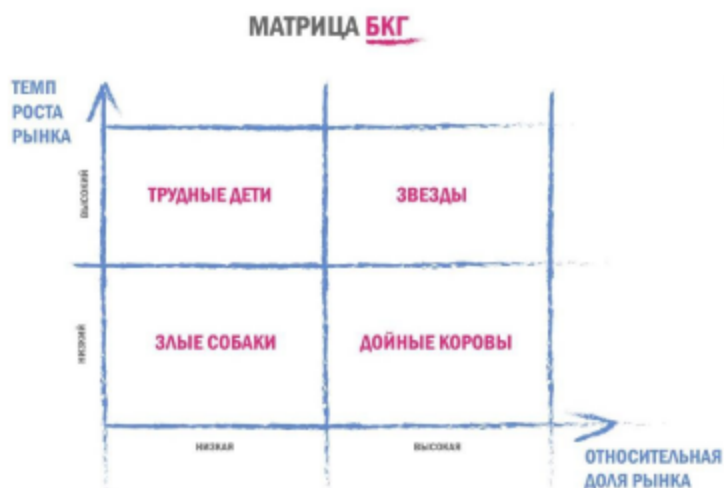 МАТРИЦА БКГ
ТЕМП
РОСТА
РЫНКА
ВЫСОКИЙ
ТРУДНЫЕ ДЕТИ
ЗВЕЗДЫ
НИЗКИЙ
ЗЛЫЕ СОБАКИ
ДОЙНЫЕ КОРОВЫ
НИЗКАЯ
ВЫСОКАЯ
ОТНОСИТЕЛЬНАЯ
ДОЛЯ РЫНКА